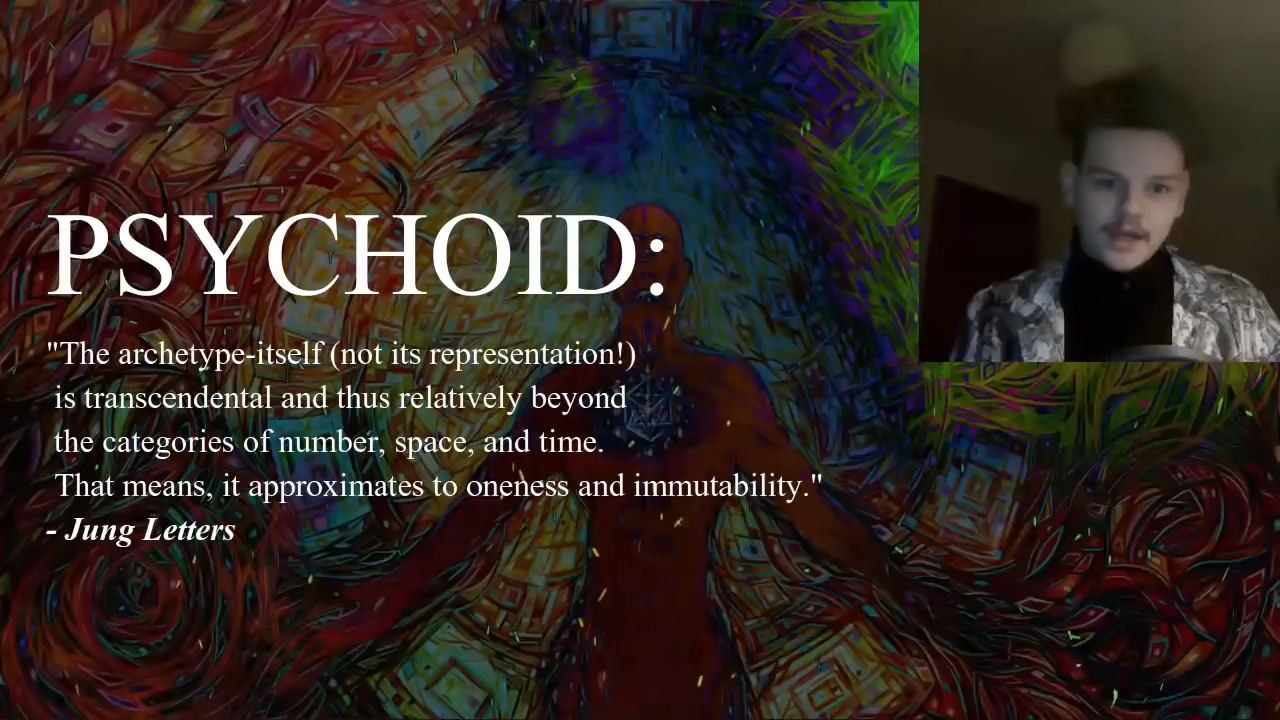 PSYCHOID:
"The archetype-itself (not its representation!)
is transcendental and thus relatively beyond
the categories of number, space, and time.
That means, it approximates to oneness and immutability."
- Jung Letters